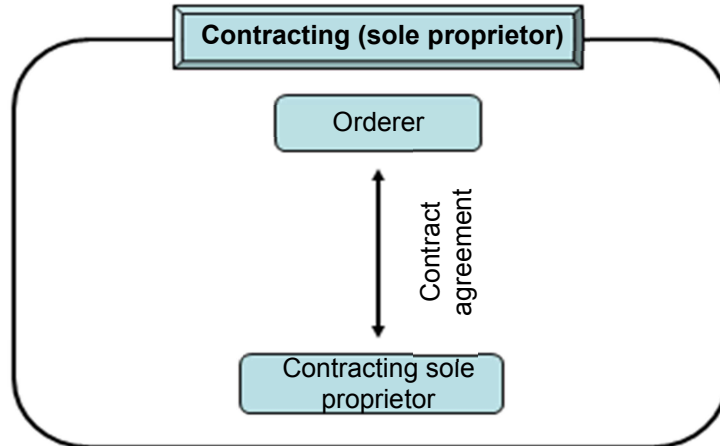 Contracting (sole proprietor)
Orderer
Contract
agreement
Contracting sole
proprietor